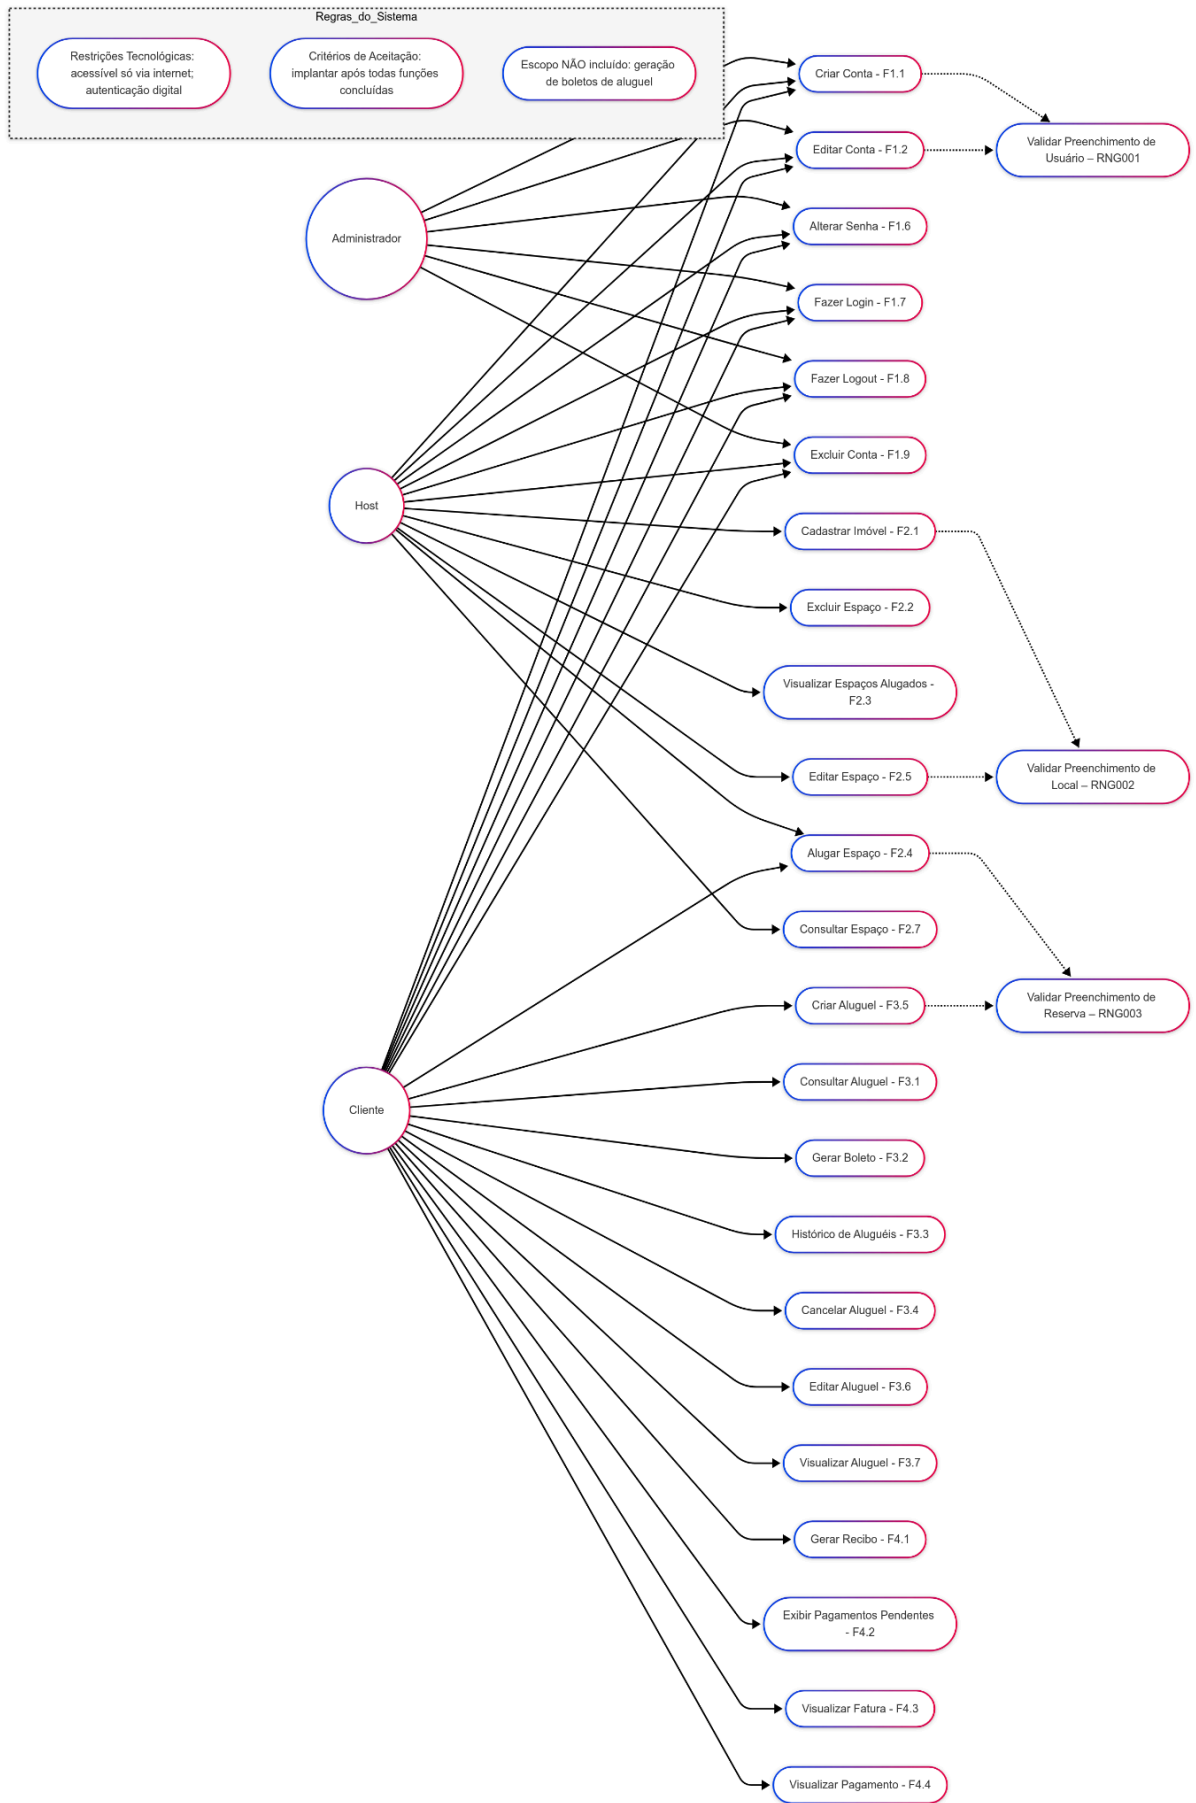 Regras_do_Sistema
Restrições Tecnológicas:
acessível só via internet;
autenticação digital
Critérios de Aceitação:
implantar após todas funções
concluídas
Escopo NÃO incluído: geração
de boletos de aluguel
Criar Conta - F1.1
Validar Preenchimento de
Usuário – RNG001
Editar Conta - F1.2
Alterar Senha - F1.6
Administrador
Fazer Login - F1.7
Fazer Logout - F1.8
Excluir Conta - F1.9
Host
Cadastrar Imóvel - F2.1
Excluir Espaço - F2.2
Visualizar Espaços Alugados -
F2.3
Editar Espaço - F2.5
Validar Preenchimento de
Local – RNG002
Alugar Espaço - F2.4
Consultar Espaço - F2.7
Criar Aluguel - F3.5
Validar Preenchimento de
Reserva – RNG003
Consultar Aluguel - F3.1
Cliente
Gerar Boleto - F3.2
Histórico de Aluguéis - F3.3
Cancelar Aluguel - F3.4
Editar Aluguel - F3.6
Visualizar Aluguel - F3.7
Gerar Recibo - F4.1
Exibir Pagamentos Pendentes
- F4.2
Visualizar Fatura - F4.3
Visualizar Pagamento - F4.4